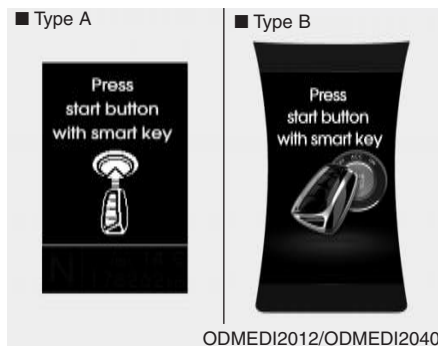 ■ Type A
Press
start button
with smart key
■ Type B
Press
start button
with smart key
ODMEDI2012/ODMEDI2040